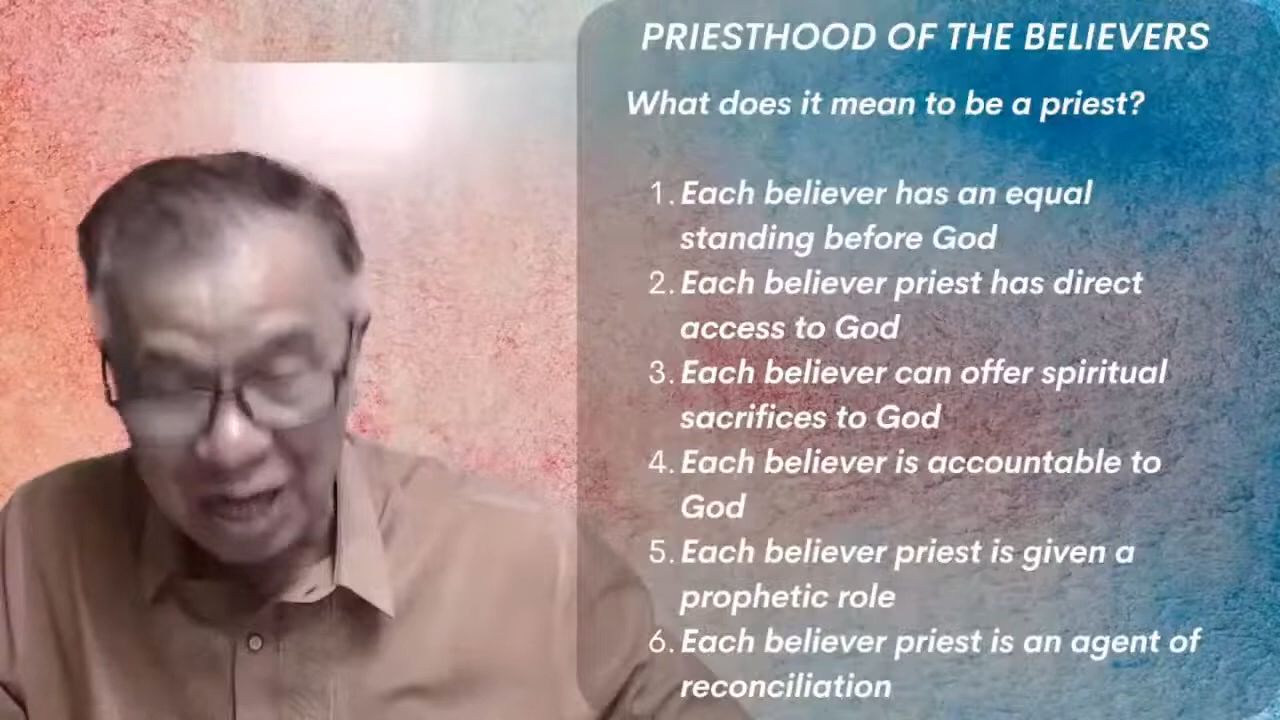 PRIESTHOOD OF THE BELIEVERS
What does it mean to be a priest?
1. Each believer has an equal
standing before God
2. Each believer priest has direct
access to God
3. Each believer can offer spiritual
sacrifices to God
4. Each believer is accountable to
God
5. Each believer priest is given a
prophetic role
6. Each believer priest is an agent of
reconciliation